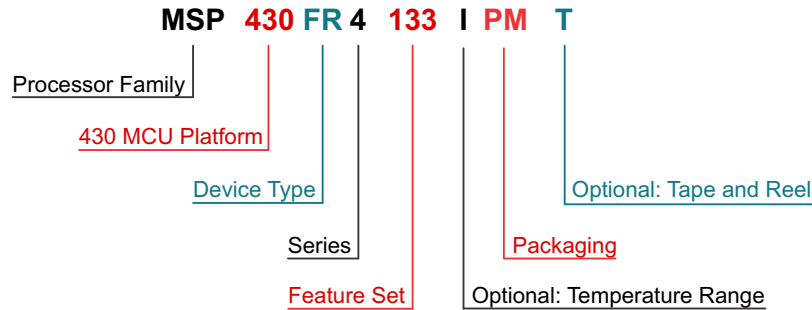 MSP 430 FR 4 133 I PM T
Processor Family
430 MCU Platform
Device Type
Optional: Tape and Reel
Series
Packaging
Feature Set
Optional: Temperature Range